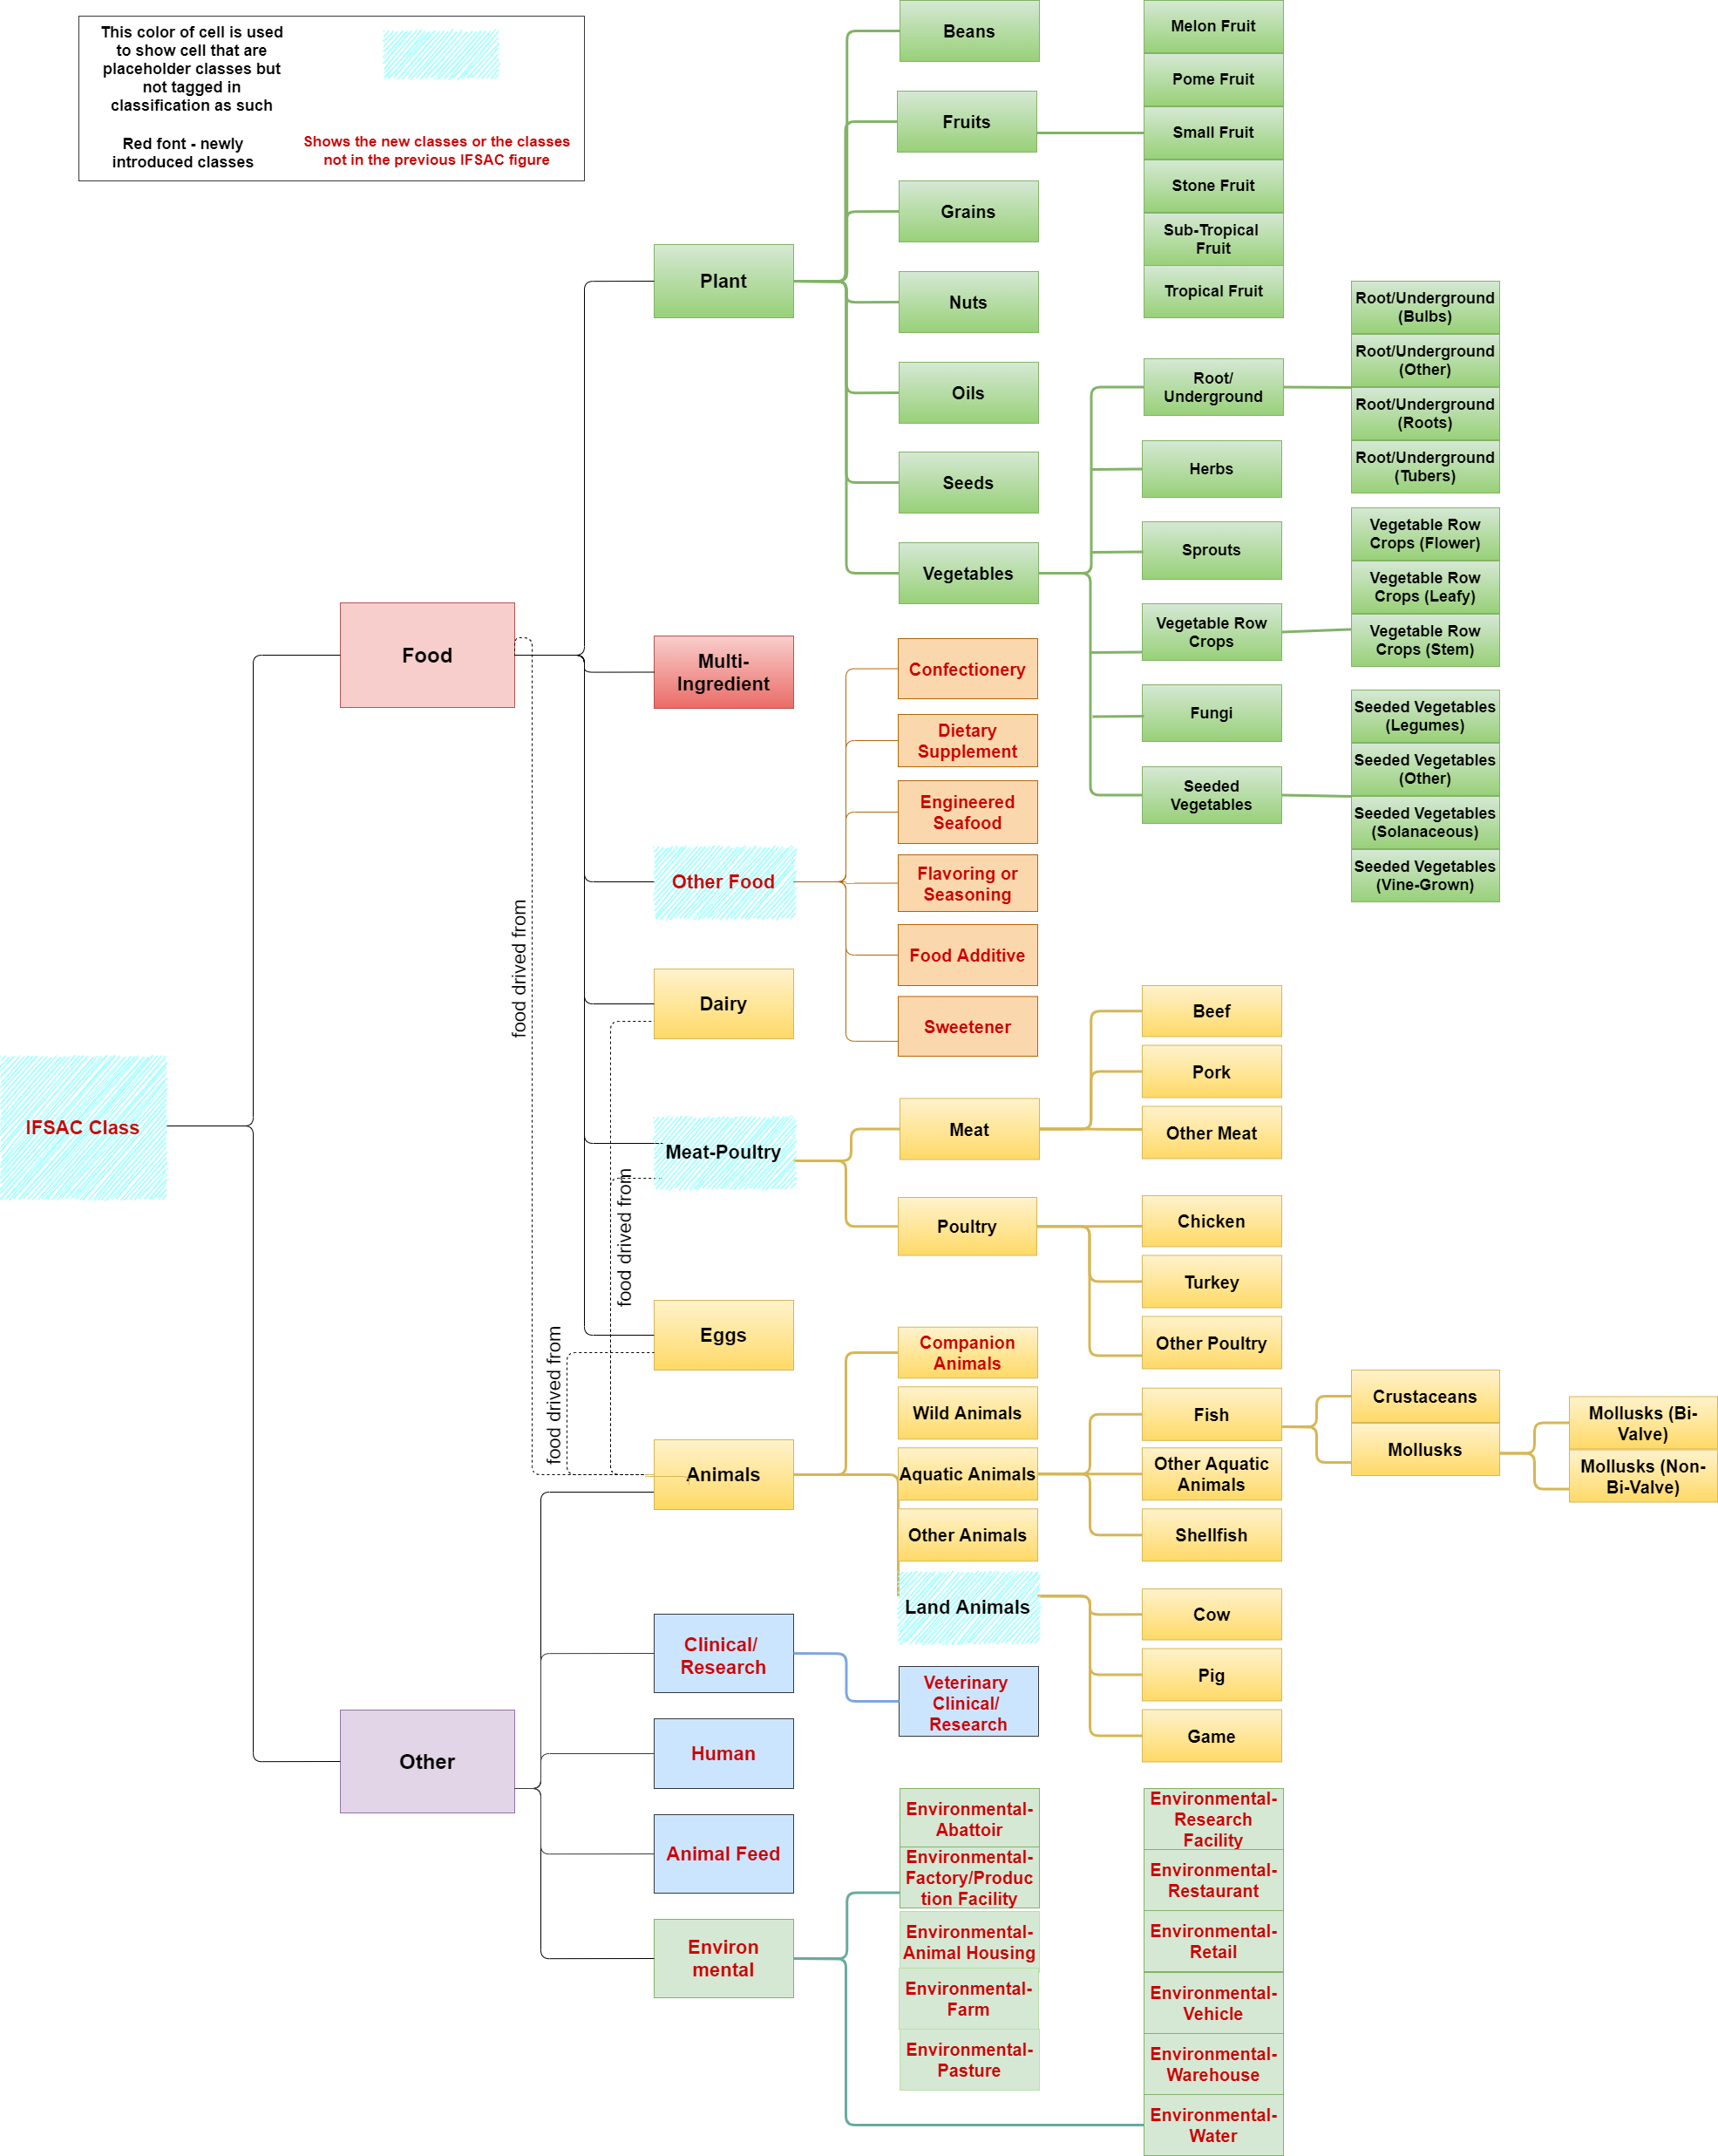 This color of cell is used
to show cell that are
placeholder classes but
not tagged in
classification as such
Red font - newly
introduced classes
Shows the new classes or the classes
not in the previous IFSAC figure
IFSAC Class
Food
Other
food drived from
food drived from
food drived from
Plant
Multi-
Ingredient
Other Food
Dairy
Meat-Poultry
Eggs
Animals
Clinical/
Research
Human
Animal Feed
Environ
mental
Beans
Fruits
Grains
Nuts
Oils
Seeds
Vegetables
Confectionery
Dietary
Supplement
Engineered
Seafood
Flavoring or
Seasoning
Food Additive
Sweetener
Meat
Poultry
Companion
Animals
Wild Animals
Aquatic Animals
Other Animals
Land Animals
Veterinary
Clinical/
Research
Environmental-
Abattoir
Environmental-
Factory/Produc
tion Facility
Environmental-
Animal Housing
Environmental-
Farm
Environmental-
Pasture
Melon Fruit
Pome Fruit
Small Fruit
Stone Fruit
Sub-Tropical
Fruit
Tropical Fruit
Root/
Underground
Herbs
Sprouts
Vegetable Row
Crops
Fungi
Seeded
Vegetables
Beef
Pork
Other Meat
Chicken
Turkey
Other Poultry
Fish
Other Aquatic
Animals
Shellfish
Cow
Pig
Game
Environmental-
Research
Facility
Environmental-
Restaurant
Environmental-
Retail
Environmental-
Vehicle
Environmental-
Warehouse
Environmental-
Water
Root/Underground
(Bulbs)
Root/Underground
(Other)
Root/Underground
(Roots)
Root/Underground
(Tubers)
Vegetable Row
Crops (Flower)
Vegetable Row
Crops (Leafy)
Vegetable Row
Crops (Stem)
Seeded Vegetables
(Legumes)
Seeded Vegetables
(Other)
Seeded Vegetables
(Solanaceous)
Seeded Vegetables
(Vine-Grown)
Crustaceans
Mollusks
Mollusks (Bi-
Valve)
Mollusks (Non-
Bi-Valve)